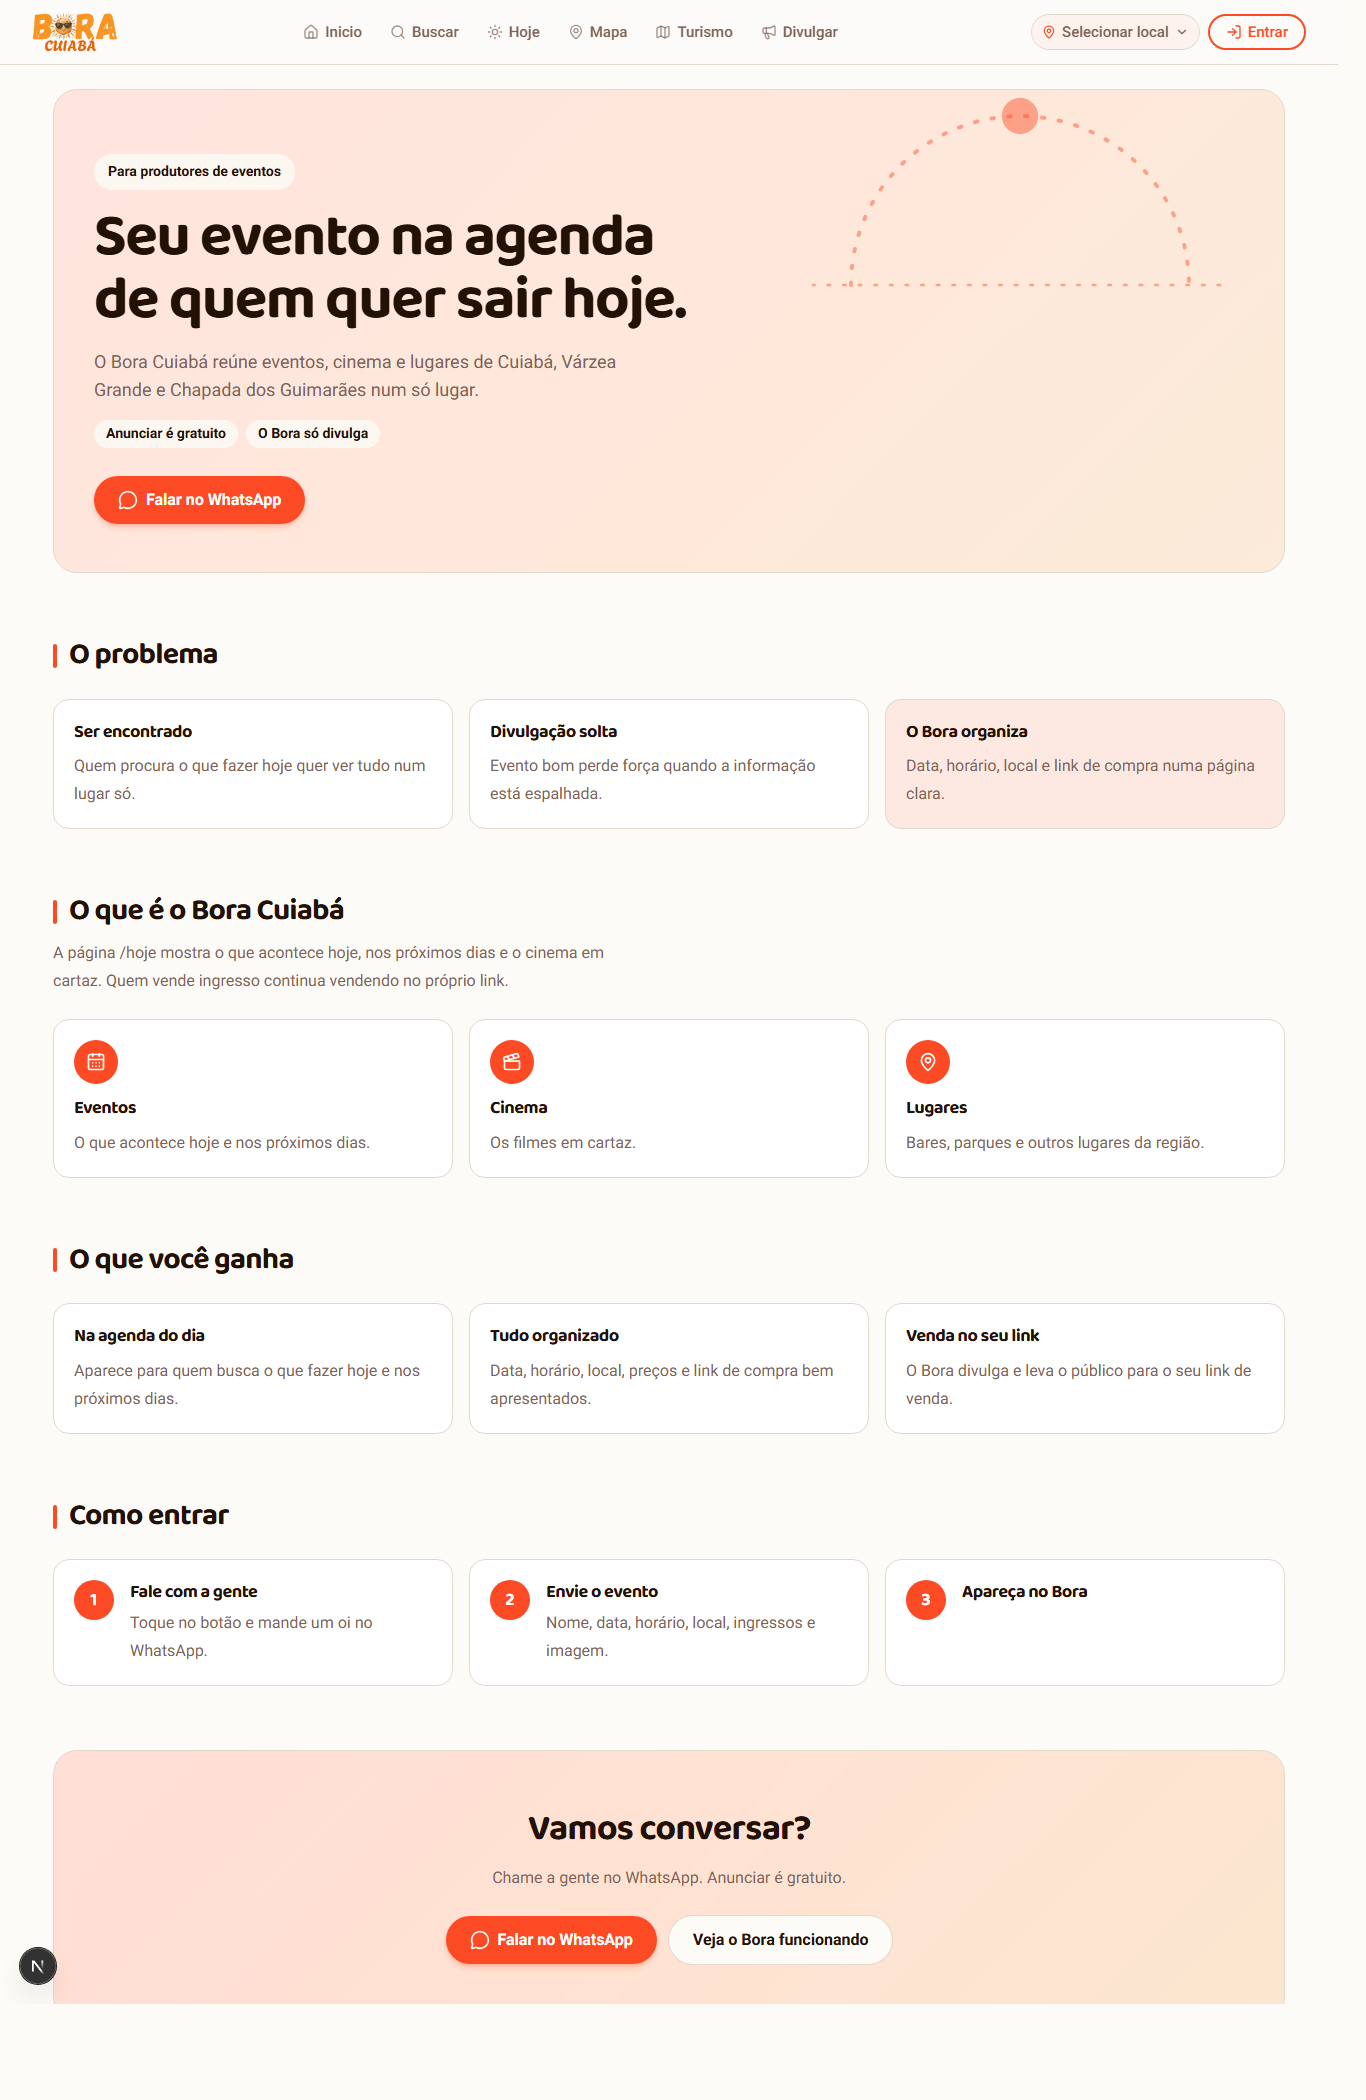 BORA
CUIABÁ
Inicio
Buscar
Hoje
Mapa
Turismo
Divulgar
Selecionar local
Entrar
Para produtores de eventos
Seu evento na agenda
de quem quer sair hoje.
O Bora Cuiabá reúne eventos, cinema e lugares de Cuiabá, Várzea
Grande e Chapada dos Guimarães num só lugar.
Anunciar é gratuito
O Bora só divulga
Falar no WhatsApp
O problema
Ser encontrado
Quem procura o que fazer hoje quer ver tudo num
lugar só.
Divulgação solta
Evento bom perde força quando a informação
está espalhada.
O Bora organiza
Data, horário, local e link de compra numa página
clara.
O que é o Bora Cuiabá
A página /hoje mostra o que acontece hoje, nos próximos dias e o cinema em
cartaz. Quem vende ingresso continua vendendo no próprio link.
Eventos
O que acontece hoje e nos próximos dias.
Cinema
Os filmes em cartaz.
Lugares
Bares, parques e outros lugares da região.
O que você ganha
Na agenda do dia
Aparece para quem busca o que fazer hoje e nos
próximos dias.
Tudo organizado
Data, horário, local, preços e link de compra bem
apresentados.
Venda no seu link
O Bora divulga e leva o público para o seu link de
venda.
Como entrar
1
Fale com a gente
Toque no botão e mande um oi no
WhatsApp.
2
Envie o evento
Nome, data, horário, local, ingressos e
imagem.
3
Apareça no Bora
Vamos conversar?
Chame a gente no WhatsApp. Anunciar é gratuito.
Falar no WhatsApp
Veja o Bora funcionando
N